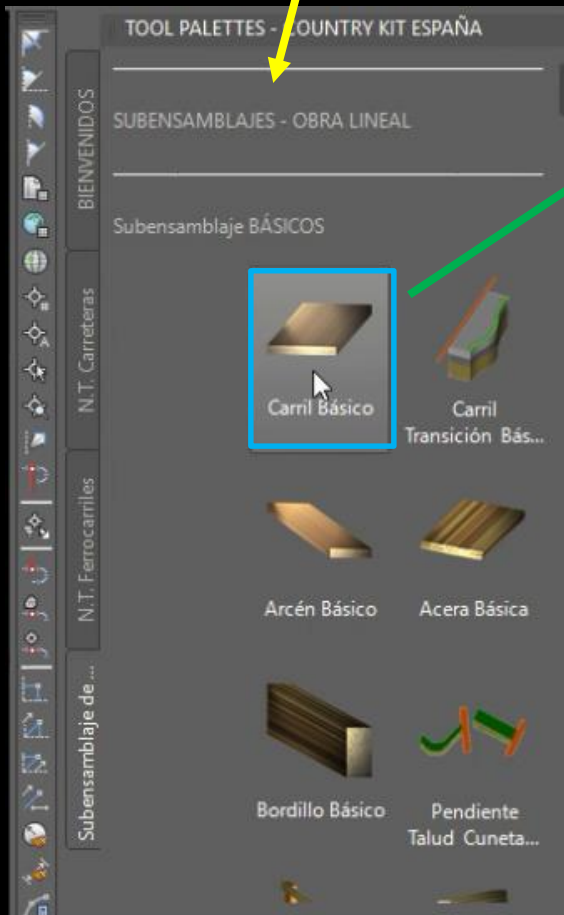 TOOL PALETTES - COUNTRY KIT ESPAÑA
BIENVENIDOS
N.T. Carreteras
N.T. Ferrocarriles
Subensamblaje de ...
SUBENSAMBLAJES - OBRA LINEAL
Subensamblaje BÁSICOS
Carril Básico
Carril
Transición Bás...
Arcén Básico
Acera Básica
Bordillo Básico
Pendiente
Talud Cuneta...